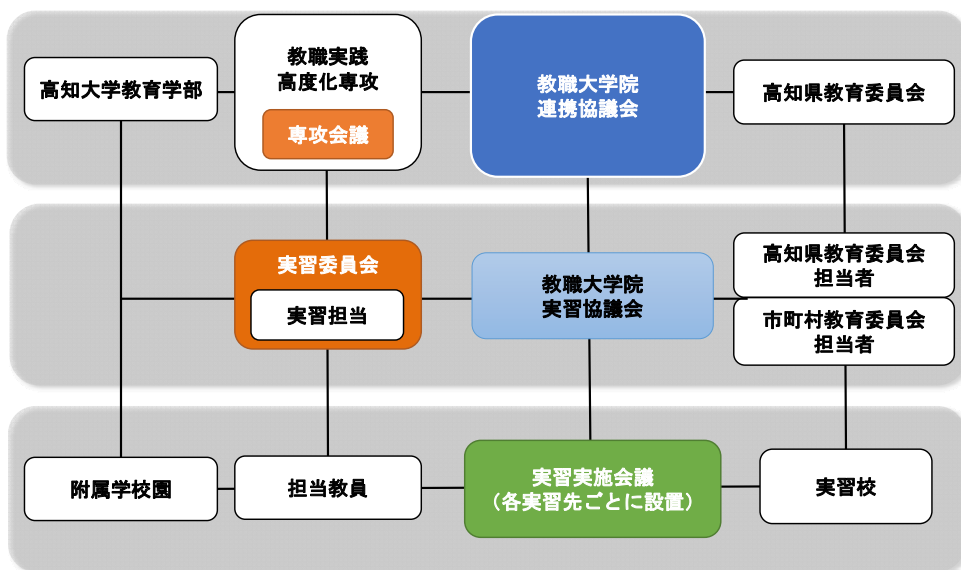 高知大学教育学部
教職実践
高度化専攻
専攻会議
教職大学院
連携協議会
高知県教育委員会
実習委員会
実習担当
教職大学院
実習協議会
高知県教育委員会
担当者
市町村教育委員会
担当者
附属学校園
担当教員
実習実施会議
（各実習先ごとに設置）
実習校